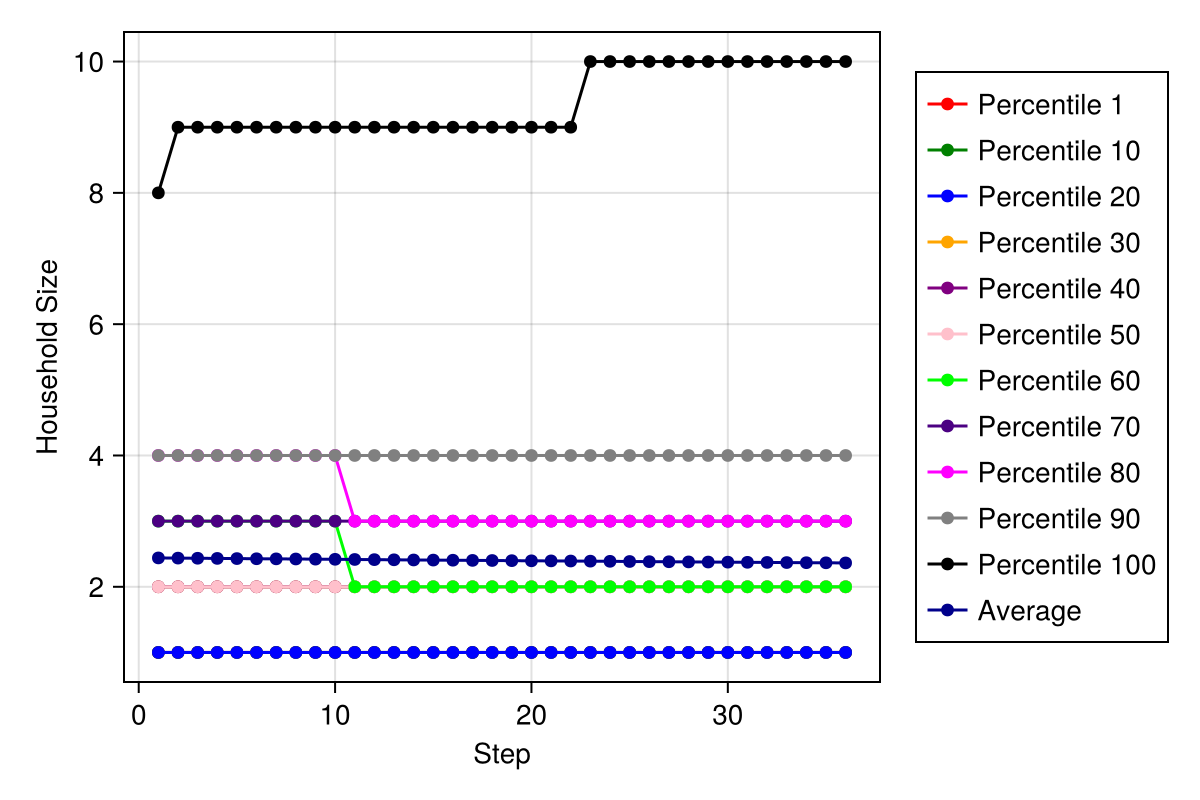 10
8
6
4
2
Household Size
0
10
20
30
Step
Percentile 1
Percentile 10
Percentile 20
Percentile 30
Percentile 40
Percentile 50
Percentile 60
Percentile 70
Percentile 80
Percentile 90
Percentile 100
Average